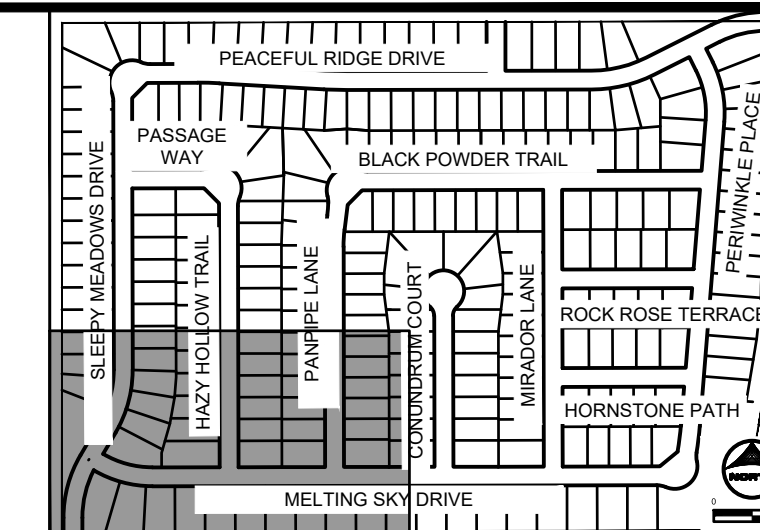 PEACEFUL RIDGE DRIVE
PASSAGE
WAY
BLACK POWDER TRAIL
SLEEPY MEADOWS DRIVE
HAZY HOLLOW TRAIL
PANPIPE LANE
CONUNDRUM COURT
MIRADOR LANE
PERIWINKLE PLACE
ROCK ROSE TERRACE
HORNSTONE PATH
MELTING SKY DRIVE
0